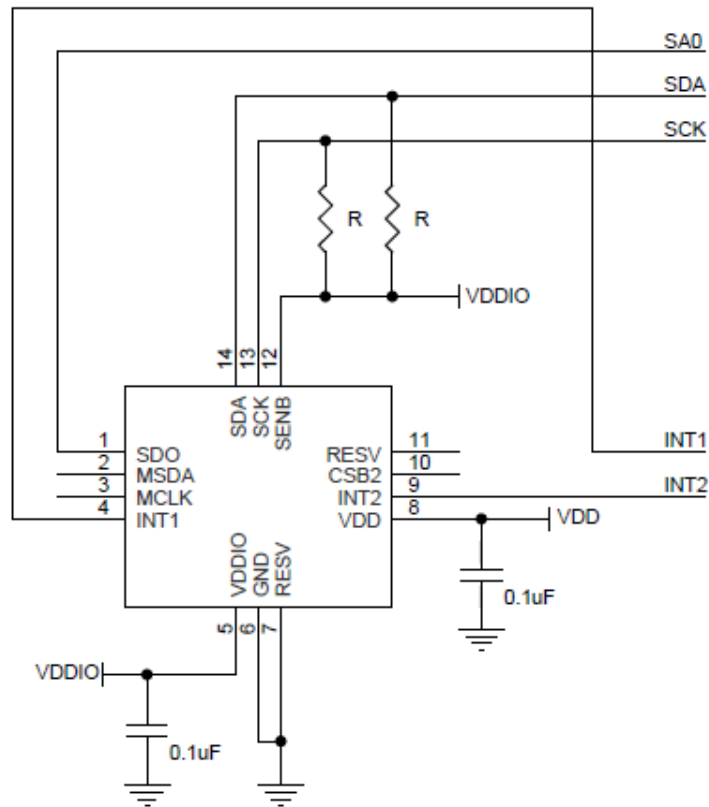 SA0
SDA
SCK
R R
VDDIO
14 13 12
SDA SCK SENB
1 SDO RESV 11
2 MSDA CSB2 10
3 MCLK INT2 9
4 INT1 VDD 8
INT1
INT2
VDD
VDDIO GND RESV
5 6 7
0.1uF
VDDIO
0.1uF